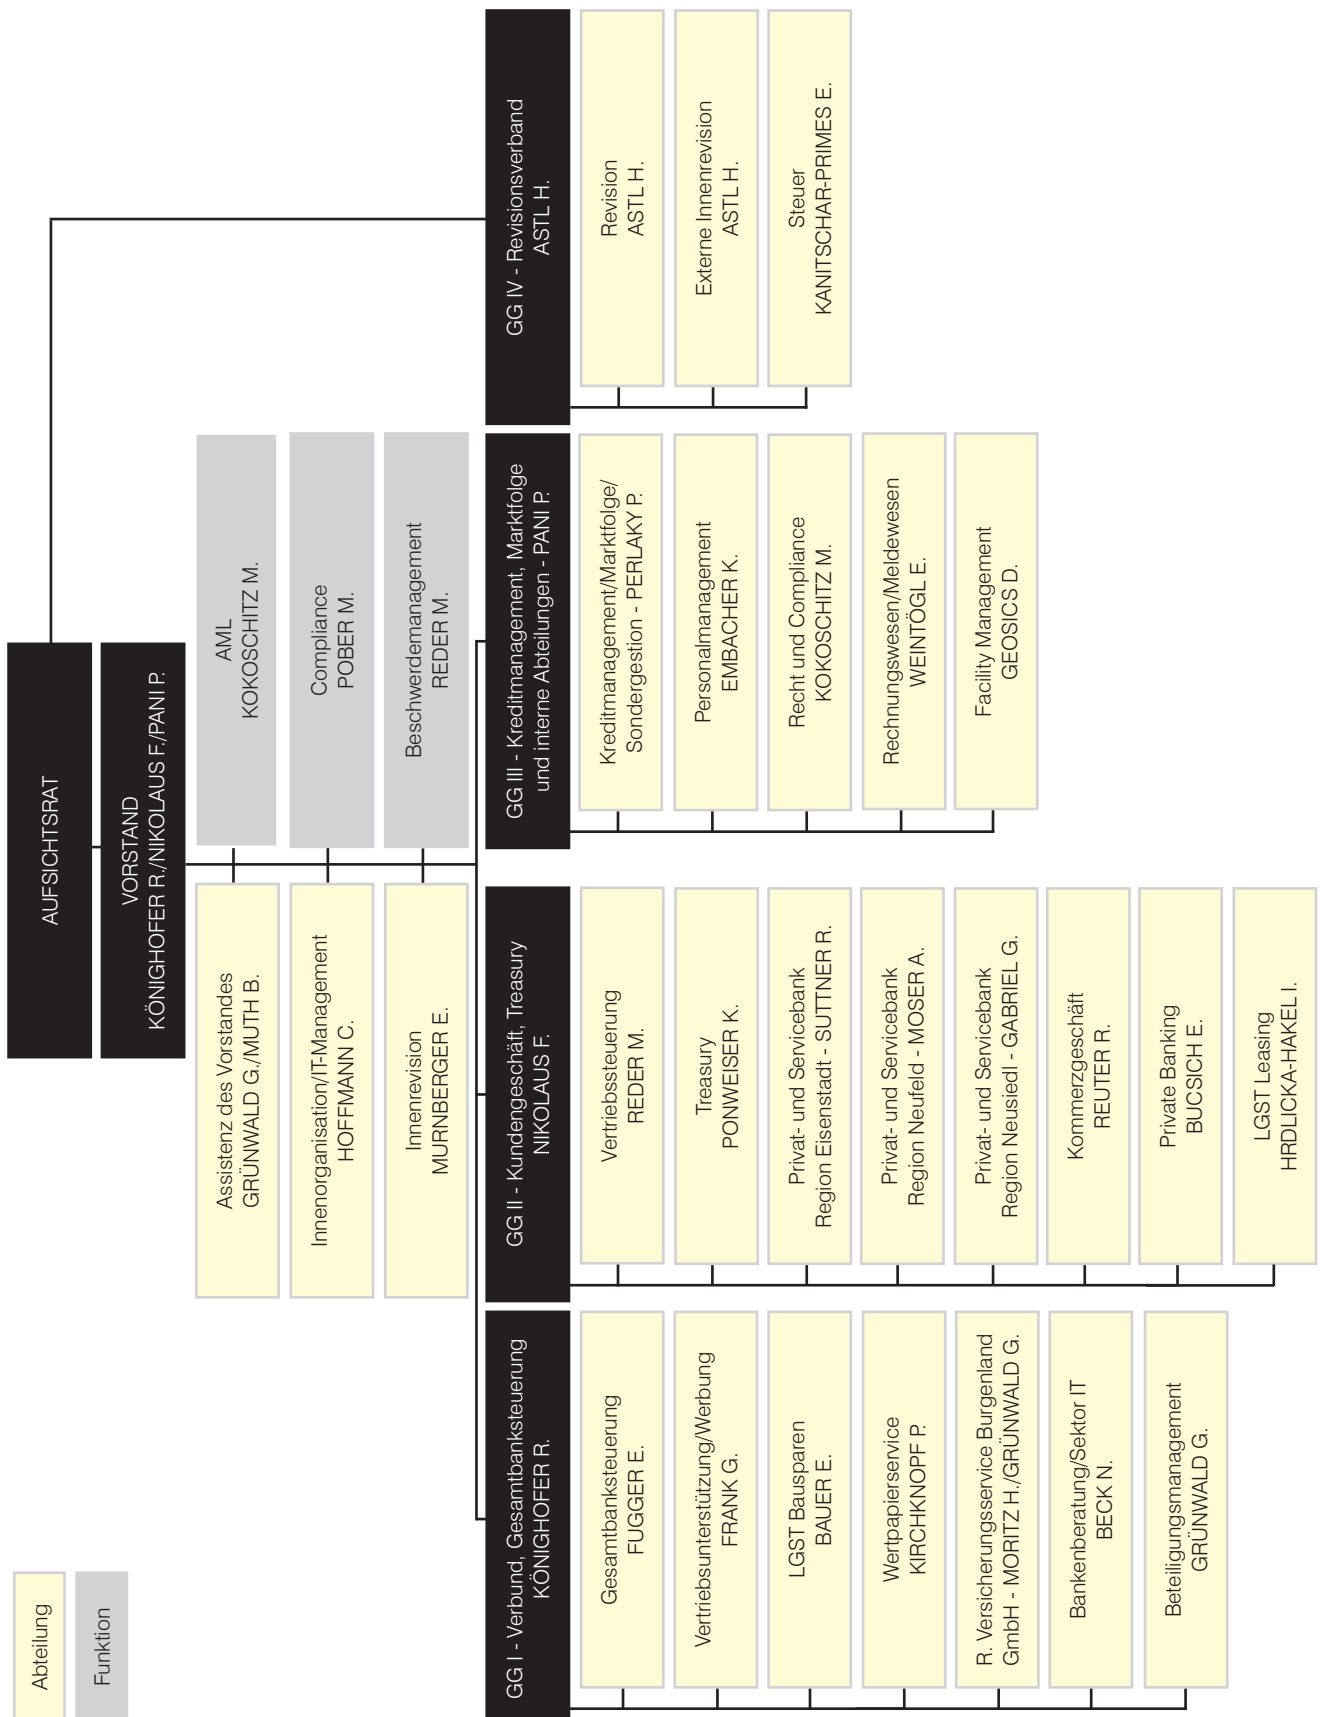 Abteilung
Funktion
AUFSICHTSRAT
VORSTAND
KÖNIGHOFER R./NIKOLAUS F./PANI P.
Assistenz des Vorstandes
GRÜNWALD G./MUTH B.
AML
KOKOSCHITZ M.
Innenorganisation/IT-Management
HOFFMANN C.
Compliance
POBER M.
Innenrevision
MURNBERGER E.
Beschwerdemanagement
REDER M.
GG I - Verbund, Gesamtbanksteuerung
KÖNIGHOFER R.
Gesamtbanksteuerung
FUGGER E.
Vertriebsunterstützung/Werbung
FRANK G.
LGST Bausparen
BAUER E.
Wertpapierservice
KIRCHKNOPF P.
R. Versicherungsservice Burgenland
GmbH - MORITZ H./GRÜNWALD G.
Bankenberatung/Sektor IT
BECK N.
Beteiligungsmanagement
GRÜNWALD G.
GG II - Kundengeschäft, Treasury
NIKOLAUS F.
Vertriebssteuerung
REDER M.
Treasury
PONWEISER K.
Privat- und Servicebank
Region Eisenstadt - SUTTNER R.
Privat- und Servicebank
Region Neufeld - MOSER A.
Privat- und Servicebank
Region Neusiedl - GABRIEL G.
Kommerzgeschäft
REUTER R.
Private Banking
BUCSICH E.
LGST Leasing
HRDLICKA-HAKEL I.
GG III - Kreditmanagement, Marktfolge
und interne Abteilungen - PANI P.
Kreditmanagement/Marktfolge/
Sondergestion - PERLAKY P.
Personalmanagement
EMBACHER K.
Recht und Compliance
KOKOSCHITZ M.
Rechnungswesen/Meldewesen
WEINTÖGL E.
Facility Management
GEOSICS D.
GG IV - Revisionsverband
ASTL H.
Revision
ASTL H.
Externe Innenrevision
ASTL H.
Steuer
KANITSCHAR-PRIMES E.